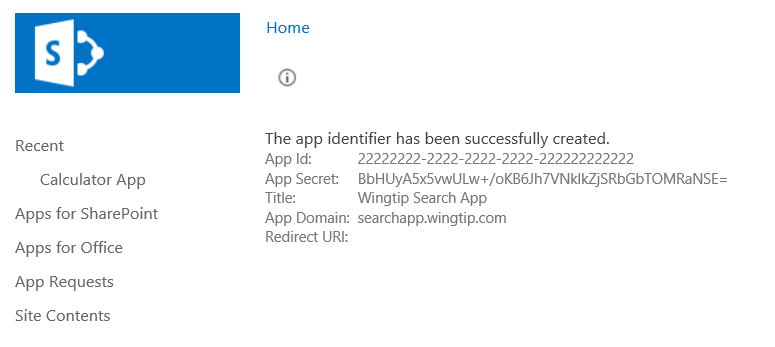 S
Home
Recent
Calculator App
Apps for SharePoint
Apps for Office
App Requests
Site Contents
The app identifier has been successfully created.
App Id: 22222222-2222-2222-2222-222222222222
App Secret: BbHUyA5x5vwULw+/oKB6Jh7VNkIkZjSRbGbTOMRaNSE=
Title: Wingtip Search App
App Domain: searchapp.wingtip.com
Redirect URI: